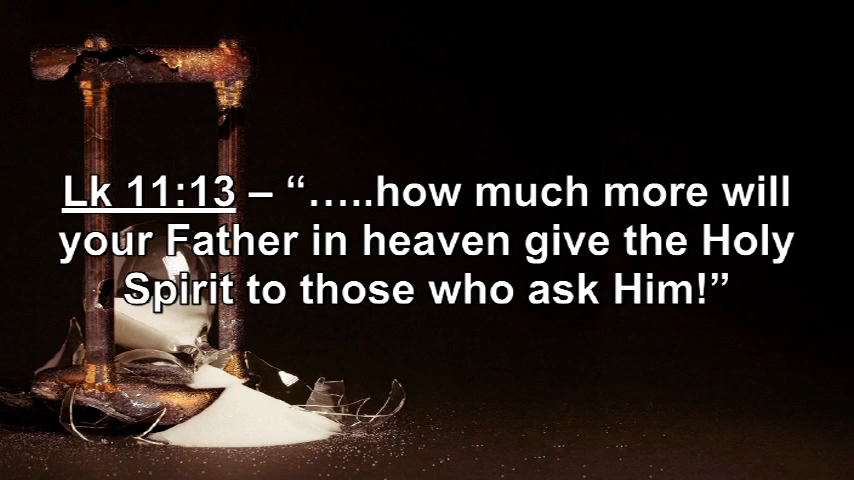 Lk 11:13 – “…..how much more will
your Father in heaven give the Holy
Spirit to those who ask Him!”